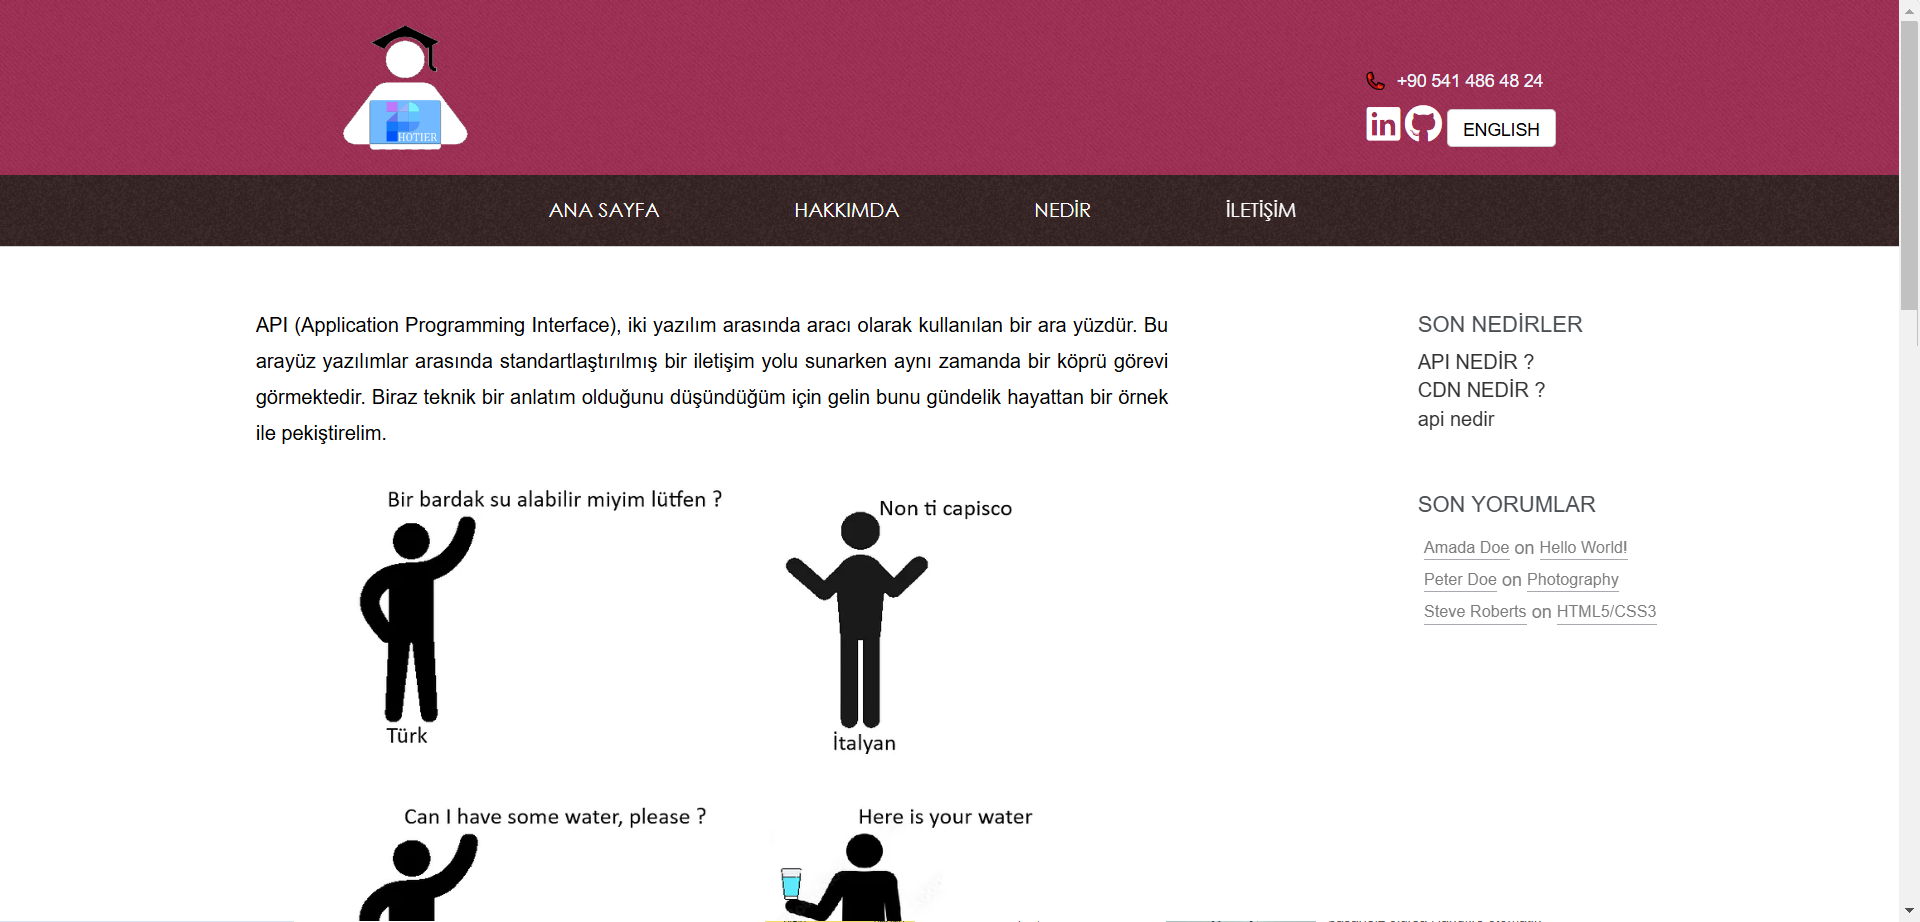 HOTIER
+90 541 486 48 24
ENGLISH
ANA SAYFA
HAKKIMDA
NEDİR
İLETİŞİM
API (Application Programming Interface), iki yazılım arasında aracı olarak kullanılan bir ara yüzdür. Bu
arayüz yazılımlar arasında standartlaştırılmış bir iletişim yolu sunarken aynı zamanda bir köprü görevi
görmektedir. Biraz teknik bir anlatım olduğunu düşündüğüm için gelin bunu gündelik hayattan bir örnek
ile pekiştirelim.
Bir bardak su alabilir miyim lütfen ?
Non ti capisco
Türk
İtalyan
Can I have some water, please ?
Here is your water
SON NEDİRLER
API NEDİR ?
CDN NEDİR ?
api nedir
SON YORUMLAR
Amada Doe on Hello World!
Peter Doe on Photography
Steve Roberts on HTML5/CSS3